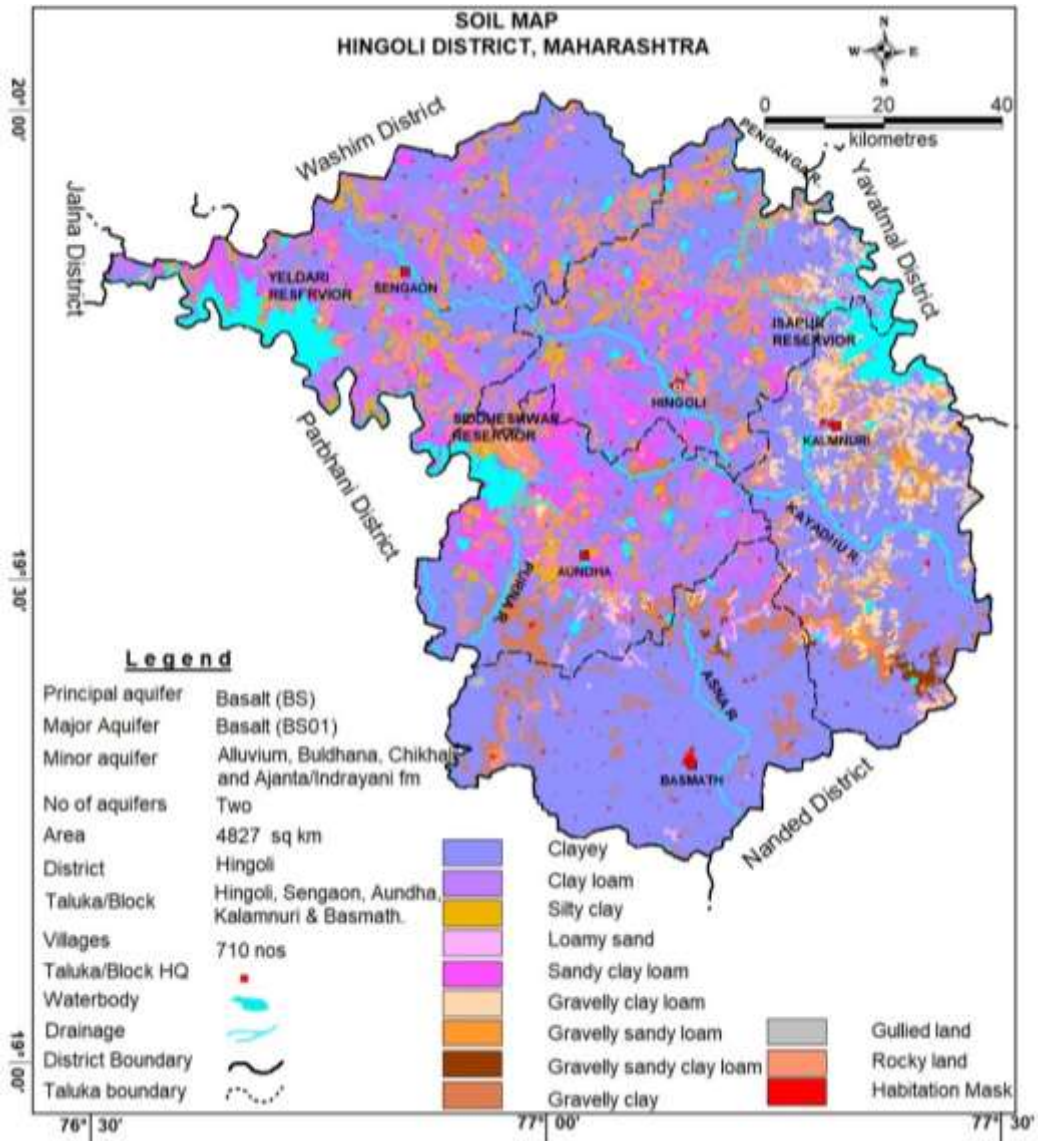 SOIL MAP
HINGOLI DISTRICT, MAHARASHTRA
N
W E
S
0 20 40
kilometres
20° 00'
19° 30'
19° 00'
76° 30'
77° 00'
77° 30'
Washim District
Jalna District
Parbhani District
Yavatmal District
Nanded District
PENGANGAR.
YELDARI
RESERVIOR
SENGAON
ISAPUR
RESERVIOR
HINGOLI
SIDDHESHWAR
RESERVIOR
KALMNURI
KAYADHU R.
AUNDHA
PURNA R.
ASNA R.
BASMATH
Legend
Principal aquifer Basalt (BS)
Major Aquifer Basalt (BS01)
Minor aquifer Alluvium, Buldhana, Chikhali
and Ajanta/Indrayani fm
No of aquifers Two
Area 4827 sq km
District Hingoli
Taluka/Block Hingoli, Sengaon, Aundha,
Kalamnuri & Basmath.
Villages 710 nos
Taluka/Block HQ
Waterbody
Drainage
District Boundary
Taluka boundary
Clayey
Clay loam
Silty clay
Loamy sand
Sandy clay loam
Gravelly clay loam
Gravelly sandy loam
Gravelly sandy clay loam
Gravelly clay
Gullied land
Rocky land
Habitation Mask